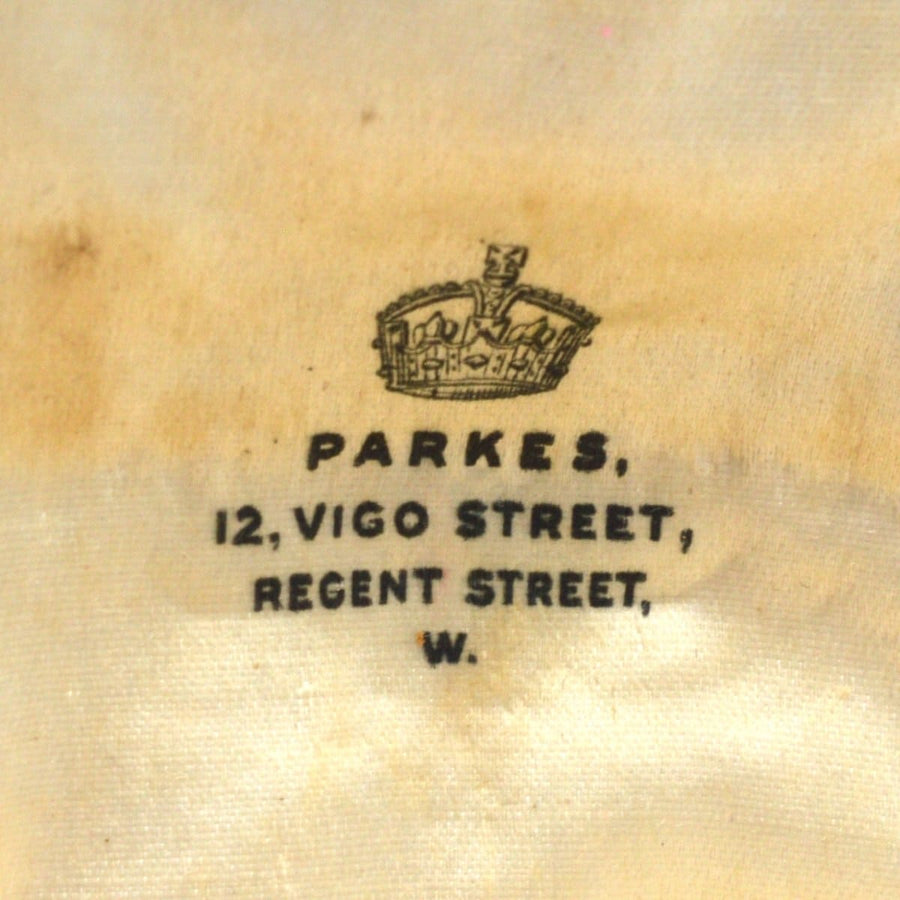 PARKES,
12, VIGO STREET,
REGENT STREET,
W.